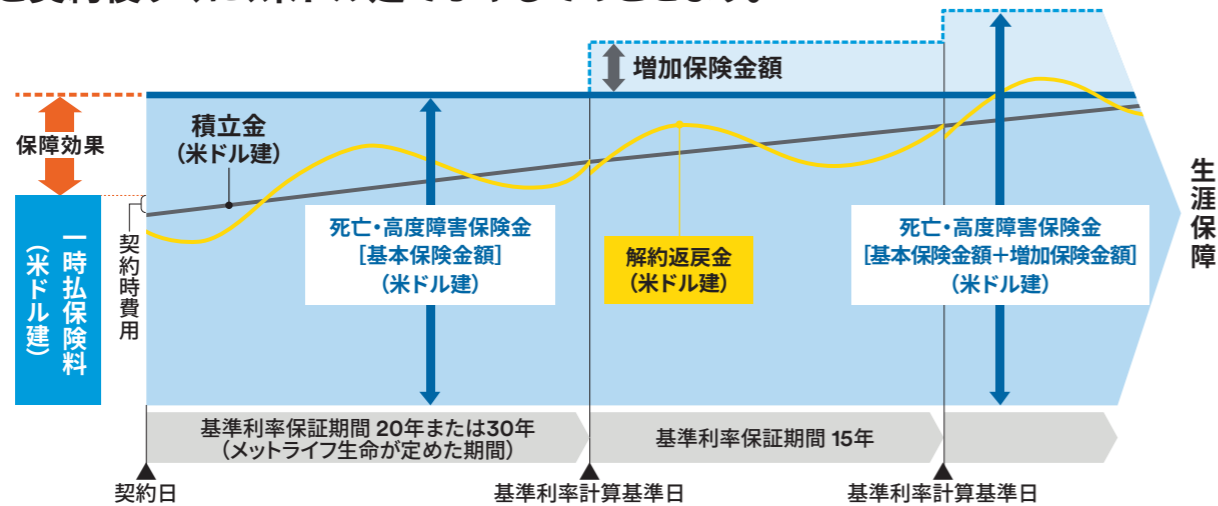 増加保険金額
保障効果
積立金
(米ドル建)
一時払保険料
(米ドル建)
契約時費用
死亡・高度障害保険金
[基本保険金額]
(米ドル建)
解約返戻金
(米ドル建)
死亡・高度障害保険金
[基本保険金額+増加保険金額]
(米ドル建)
生涯保障
基準利率保証期間 20年または30年
(メットライフ生命が定めた期間)
基準利率保証期間 15年
契約日
基準利率計算基準日
基準利率計算基準日